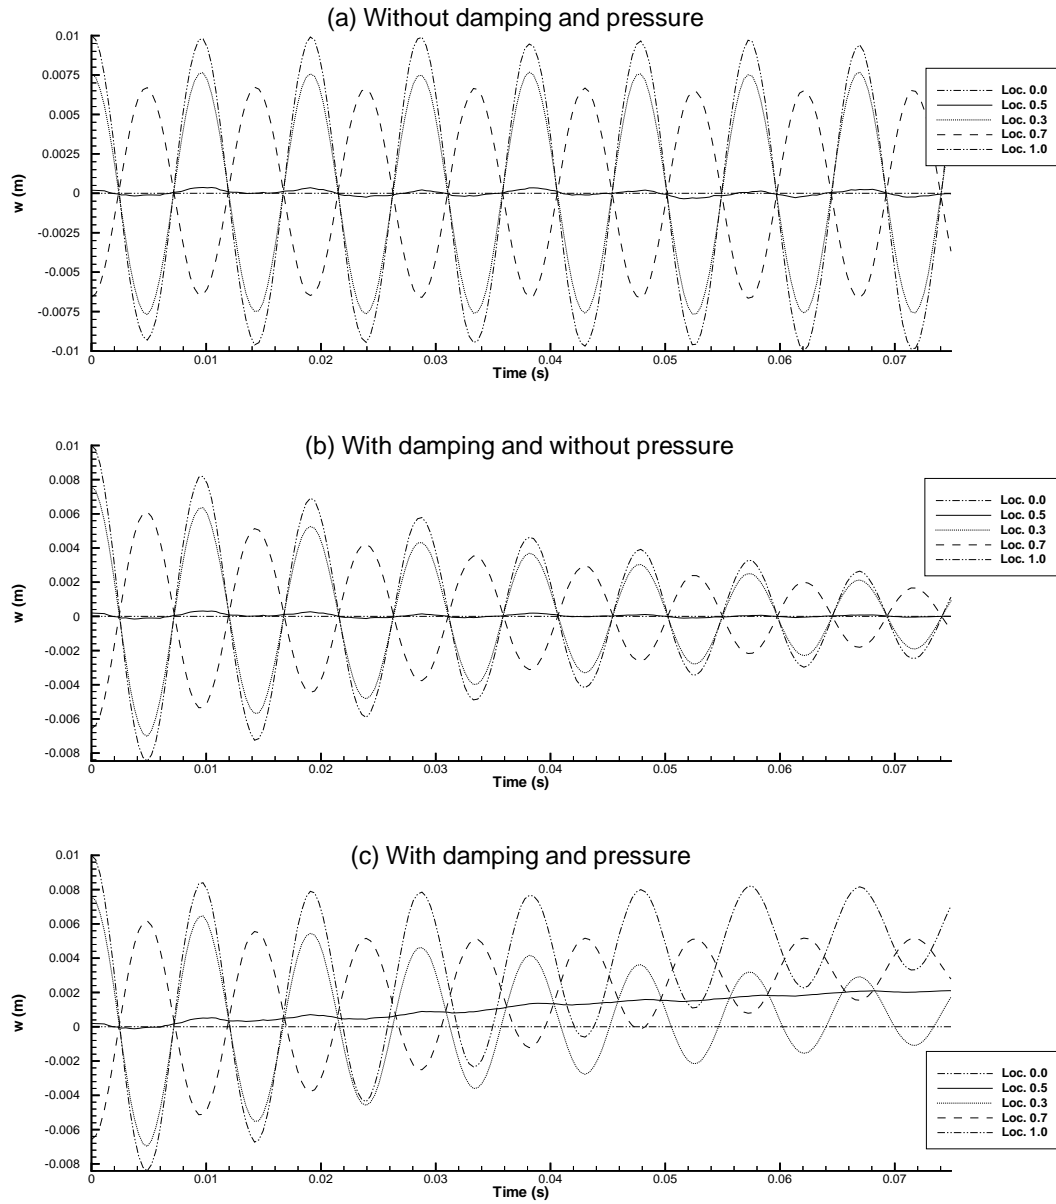 (a) Without damping and pressure
0.01
0.0075
0.005
0.0025
0
-0.0025
-0.005
-0.0075
-0.01
w (m)
0
0.01
0.02
0.03
0.04
0.05
0.06
0.07
Time (s)
Loc. 0.0
Loc. 0.5
Loc. 0.3
Loc. 0.7
Loc. 1.0
(b) With damping and without pressure
0.01
0.008
0.006
0.004
0.002
0
-0.002
-0.004
-0.006
-0.008
w (m)
0
0.01
0.02
0.03
0.04
0.05
0.06
0.07
Time (s)
Loc. 0.0
Loc. 0.5
Loc. 0.3
Loc. 0.7
Loc. 1.0
(c) With damping and pressure
0.01
0.008
0.006
0.004
0.002
0
-0.002
-0.004
-0.006
-0.008
w (m)
0
0.01
0.02
0.03
0.04
0.05
0.06
0.07
Time (s)
Loc. 0.0
Loc. 0.5
Loc. 0.3
Loc. 0.7
Loc. 1.0